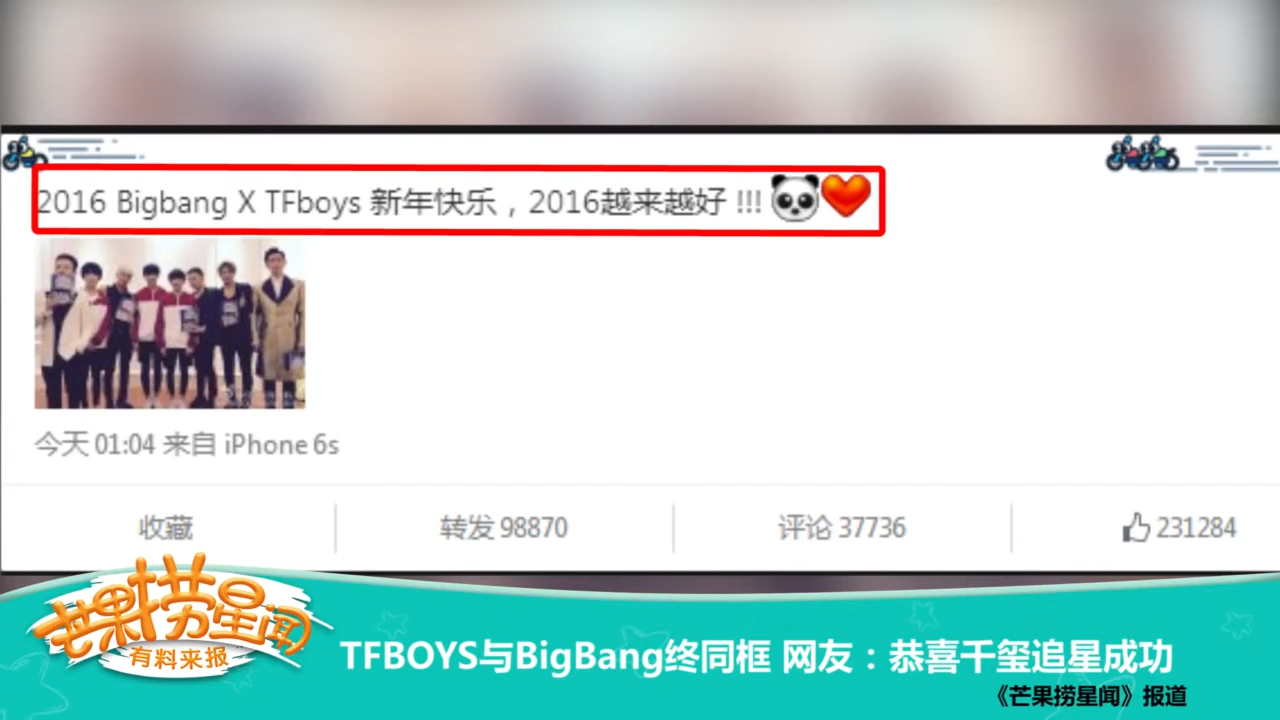 2016 Bigbang X TFboys 新年快乐，2016越来越好 !!!
今天 01:04 来自 iPhone 6s
收藏
转发 98870
评论 37736
231284
芒果捞星闻
有料来报
TFBOYS与BigBang终同框 网友：恭喜千玺追星成功
《芒果捞星闻》报道